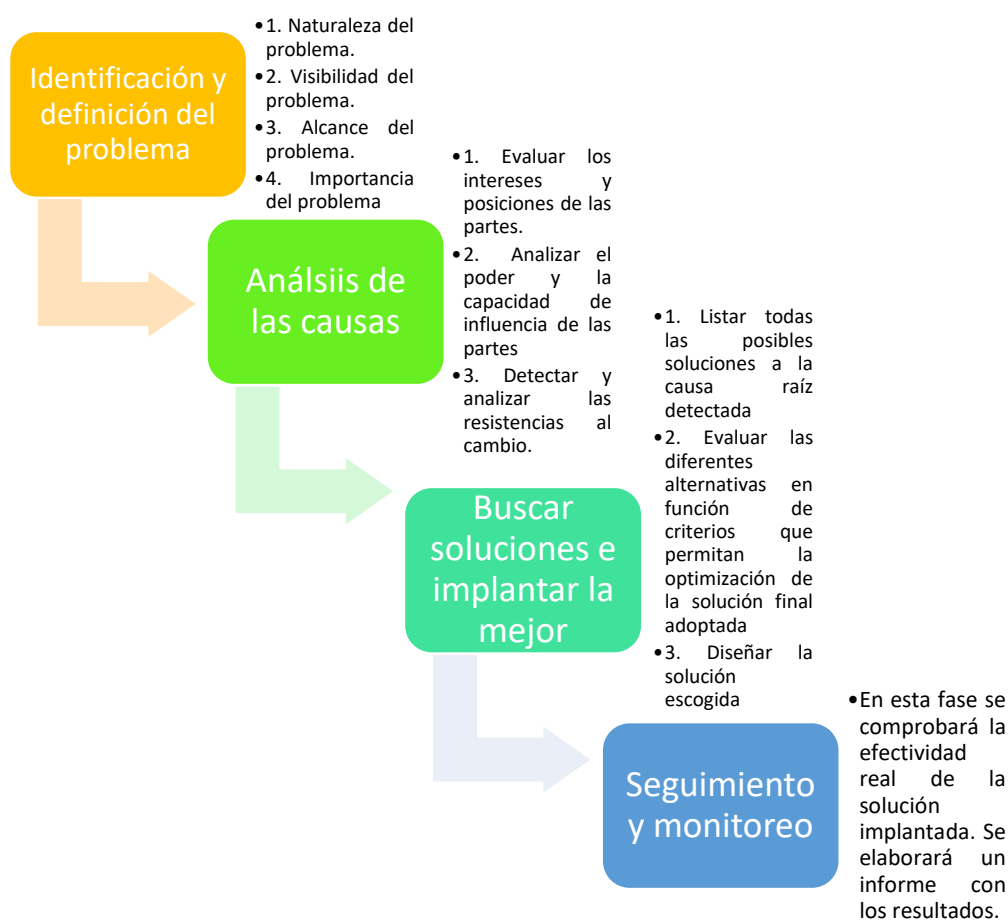 Identificación y
definición del
problema
•1. Naturaleza del
problema.
•2. Visibilidad del
problema.
•3. Alcance del
problema.
•4. Importancia
del problema
Análsiis de
las causas
•1. Evaluar los
intereses y
posiciones de las
partes.
•2. Analizar el
poder y la
capacidad de
influencia de las
partes
•3. Detectar y
analizar las
resistencias al
cambio.
Buscar
soluciones e
implantar la
mejor
•1. Listar todas
las posibles
soluciones a la
causa raíz
detectada
•2. Evaluar las
diferentes
alternativas en
función de
criterios que
permitan la
optimización de
la solución final
adoptada
•3. Diseñar la
solución
escogida
Seguimiento
y monitoreo
•En esta fase se
comprobará la
efectividad
real de la
solución
implantada. Se
elaborará un
informe con
los resultados.